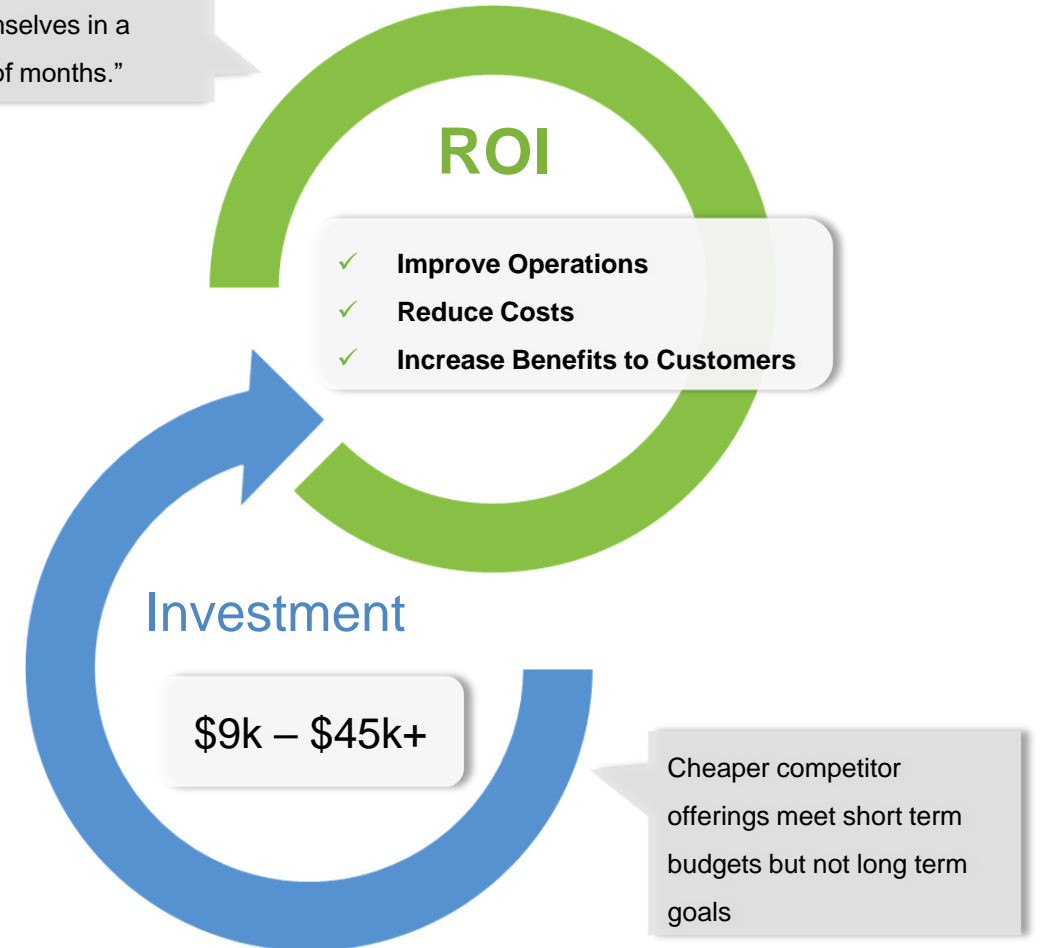 selves in a
of months.”
ROI
✓ Improve Operations
✓ Reduce Costs
✓ Increase Benefits to Customers
Investment
$9k – $45k+
Cheaper competitor
offerings meet short term
budgets but not long term
goals